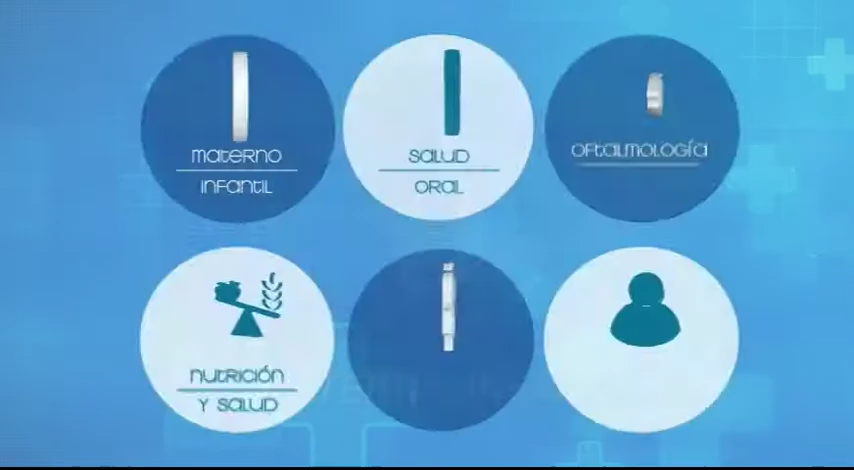 MATERNO
INFANTIL
SALUD
ORAL
OFTALMOLOGÍA
NUTRICIÓN
Y SALUD